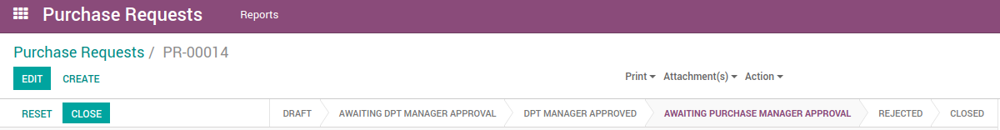 Purchase Requests Reports
Purchase Requests / PR-00014
EDIT CREATE Print Attachment(s) Action
RESET CLOSE DRAFT AWAITING DPT MANAGER APPROVAL DPT MANAGER APPROVED AWAITING PURCHASE MANAGER APPROVAL REJECTED CLOSED